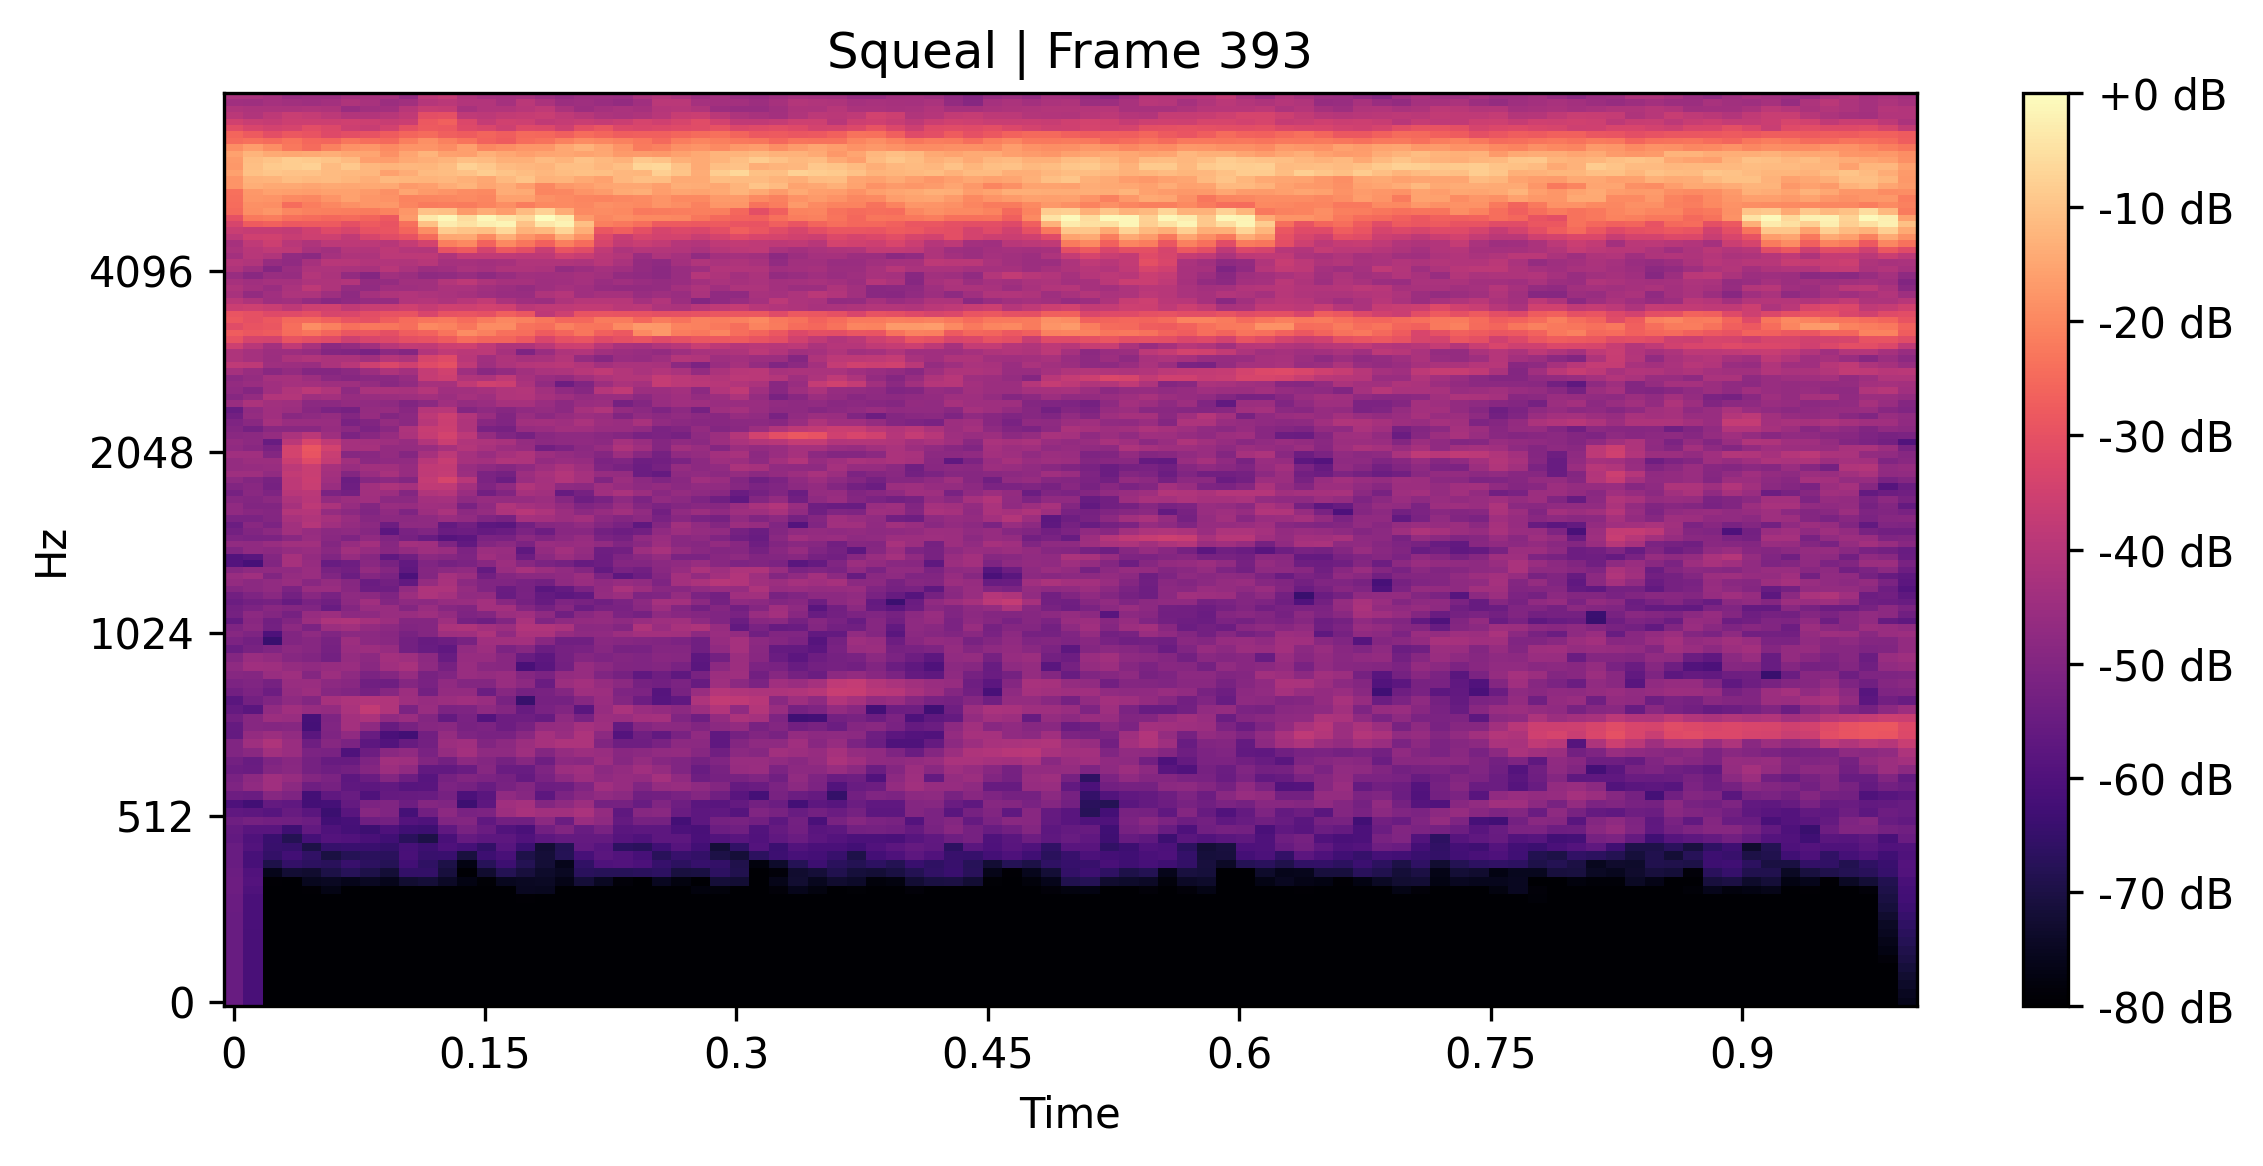 Squeal | Frame 393
+0 dB
-10 dB
4096
-20 dB
-30 dB
2048
Hz
-40 dB
1024
-50 dB
-60 dB
512
-70 dB
0
-80 dB
0 0.15 0.3 0.45 0.6 0.75 0.9
Time